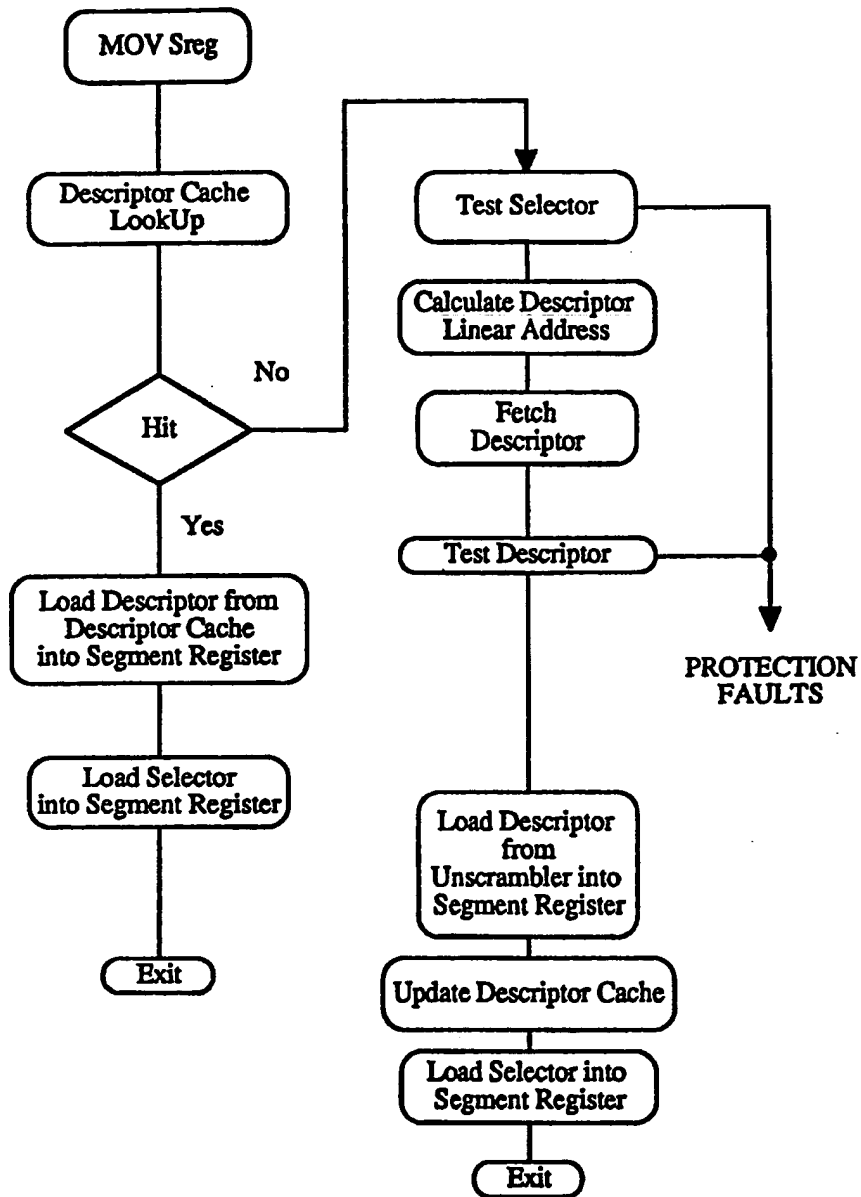 MOV Sreg
Descriptor Cache
LookUp
Hit
No
Yes
Load Descriptor from
Descriptor Cache
into Segment Register
Load Selector
into Segment Register
Exit
Test Selector
Calculate Descriptor
Linear Address
Fetch
Descriptor
Test Descriptor
PROTECTION
FAULTS
Load Descriptor
from
Unscrambler into
Segment Register
Update Descriptor Cache
Load Selector into
Segment Register
Exit